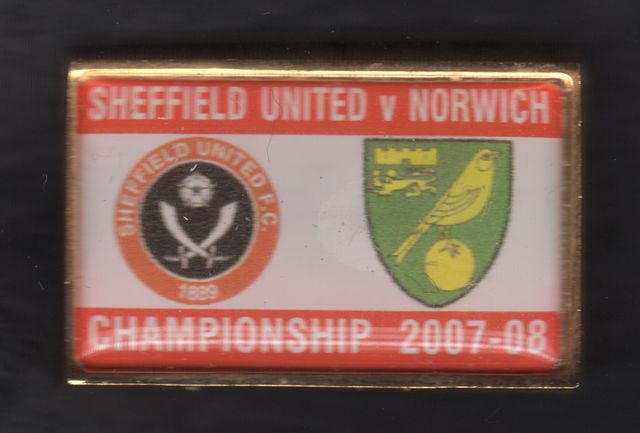 SHEFFIELD UNITED v NORWICH
SHEFFIELD UNITED F.C.
1889
CHAMPIONSHIP 2007-08